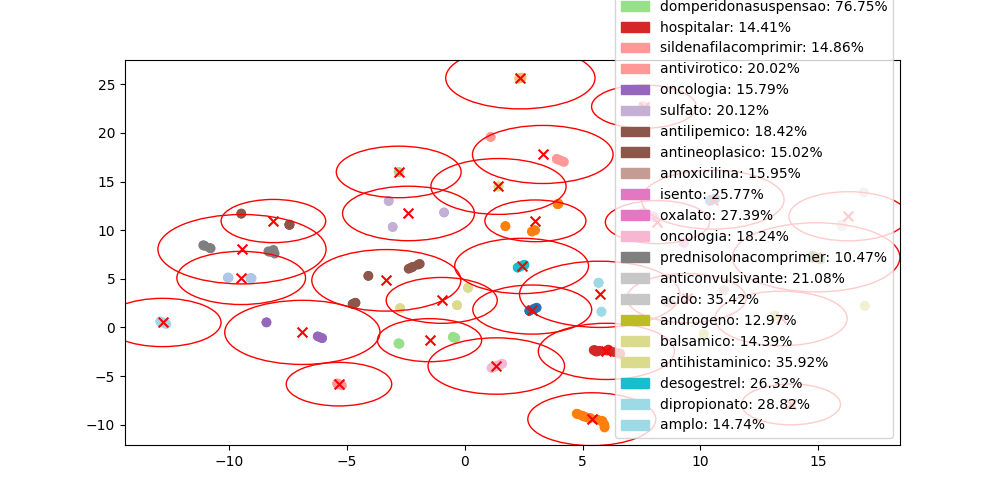 domperidonasuspensao: 76.75%
hospitalar: 14.41%
sildenafilacomprimir: 14.86%
antivirotico: 20.02%
oncologia: 15.79%
sulfato: 20.12%
antilipemico: 18.42%
antineoplasico: 15.02%
amoxicilina: 15.95%
isento: 25.77%
oxalato: 27.39%
oncologia: 18.24%
prednisolonacomprimer: 10.47%
anticonvulsivante: 21.08%
acido: 35.42%
androgeno: 12.97%
balsamico: 14.39%
antihistaminico: 35.92%
desogestrel: 26.32%
dipropionato: 28.82%
amplo: 14.74%
25
20
15
10
5
0
−5
−10
−10 −5 0 5 10 15